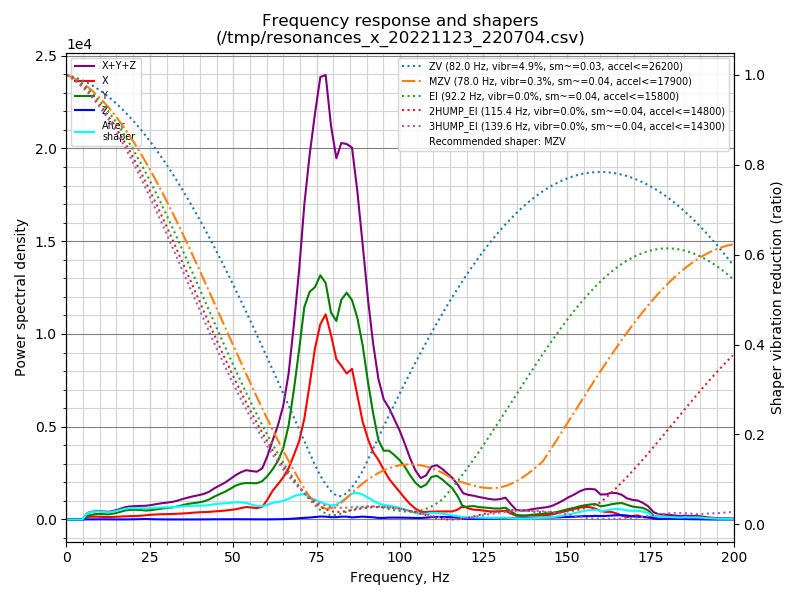 Frequency response and shapers
(/tmp/resonances_x_20221123_220704.csv)
1e4
X+Y+Z
X
Y
Z
After
shaper
ZV (82.0 Hz, vibr=4.9%, sm~=0.03, accel<=26200)
MZV (78.0 Hz, vibr=0.3%, sm~=0.04, accel<=17900)
EI (92.2 Hz, vibr=0.0%, sm~=0.04, accel<=15800)
2HUMP_EI (115.4 Hz, vibr=0.0%, sm~=0.04, accel<=14800)
3HUMP_EI (139.6 Hz, vibr=0.0%, sm~=0.04, accel<=14300)
Recommended shaper: MZV
Power spectral density
2.5
2.0
1.5
1.0
0.5
0.0
Shaper vibration reduction (ratio)
1.0
0.8
0.6
0.4
0.2
0.0
0 25 50 75 100 125 150 175 200
Frequency, Hz